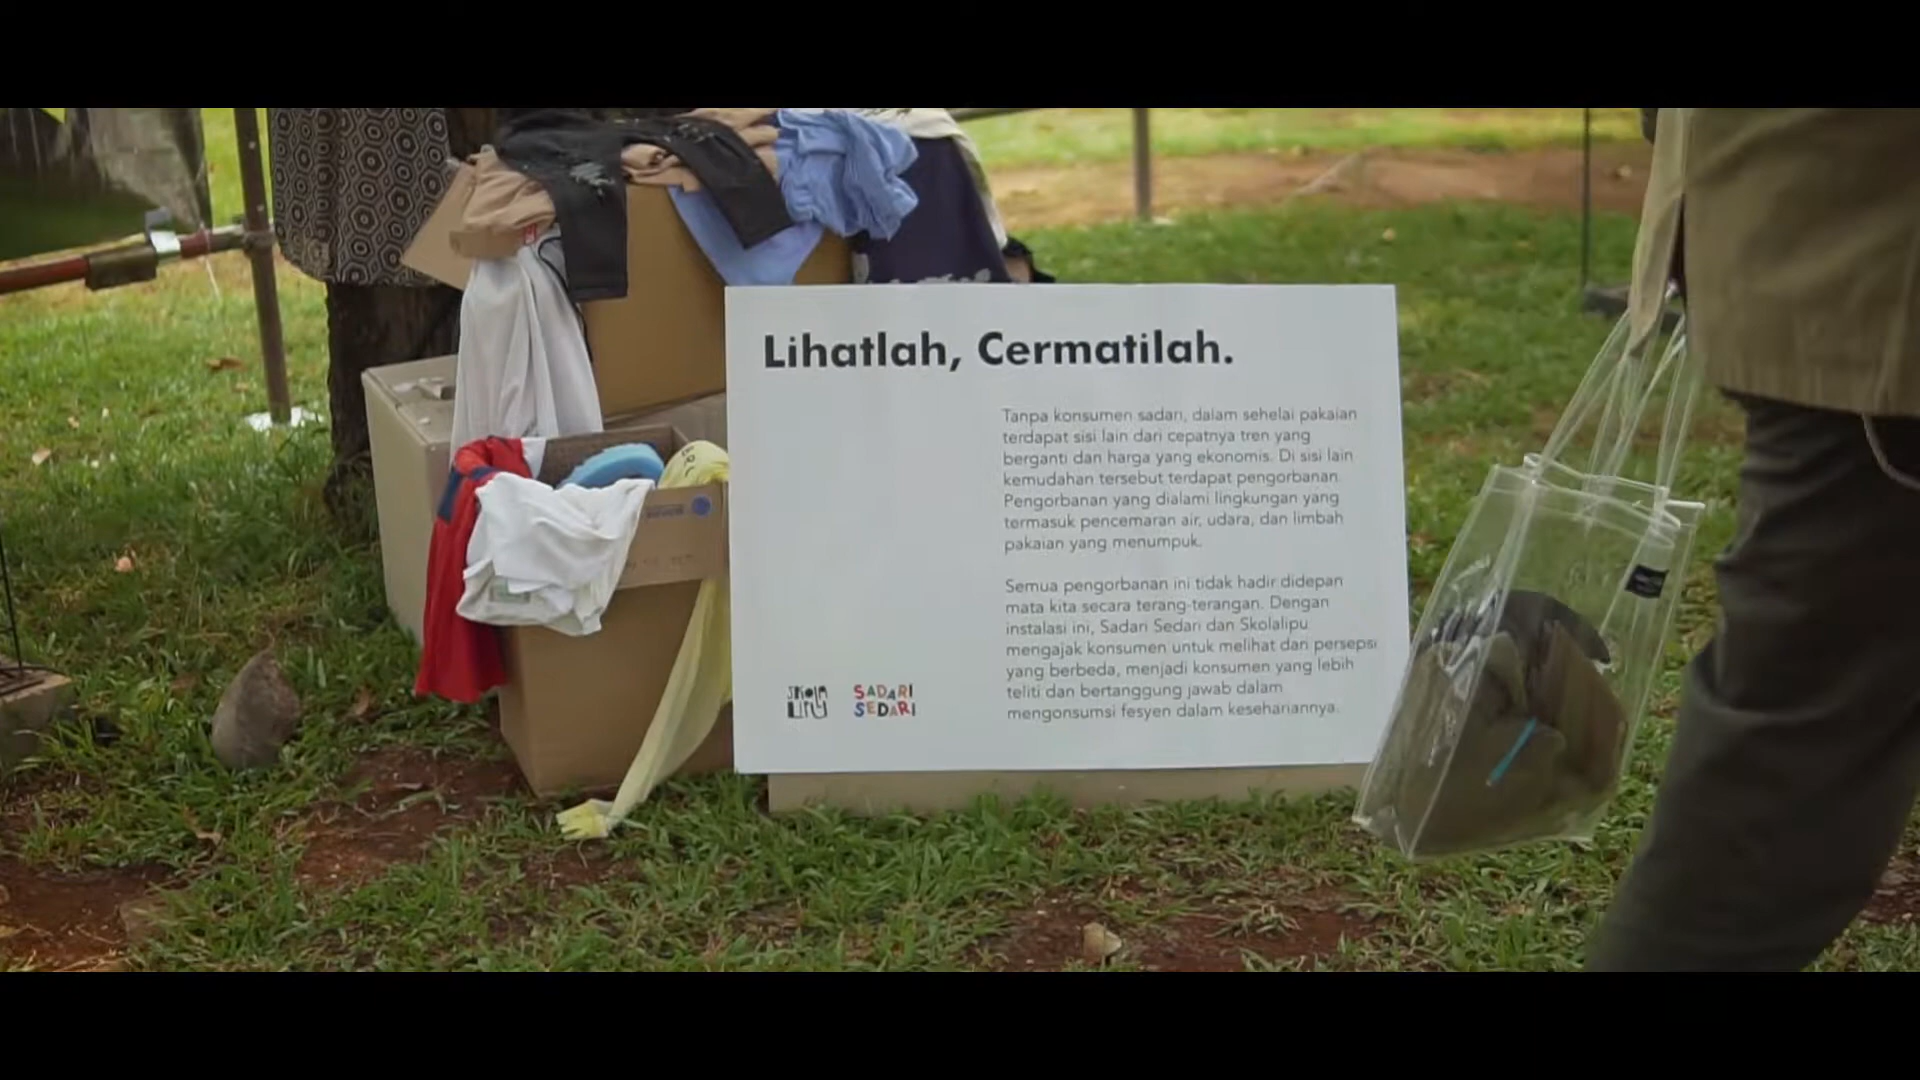 Lihatlah, Cermatilah.
Tanpa konsumen sadari, dalam sehelai pakaian
terdapat sisi lain dari cepatnya tren yang
berganti dan harga yang ekonomis. Di sisi lain
kemudahan tersebut terdapat pengorbanan.
Pengorbanan yang dialami lingkungan yang
termasuk pencemaran air, udara, dan limbah
pakaian yang menumpuk.
Semua pengorbanan ini tidak hadir didepan
mata kita secara terang-terangan. Dengan
instalasi ini, Sadari Sedari dan Skolalipu
mengajak konsumen untuk melihat dari persepsi
yang berbeda, menjadi konsumen yang lebih
teliti dan bertanggung jawab dalam
mengonsumsi fesyen dalam kesehariannya.
SKOLA
LIPU
SADARI
SEDARI